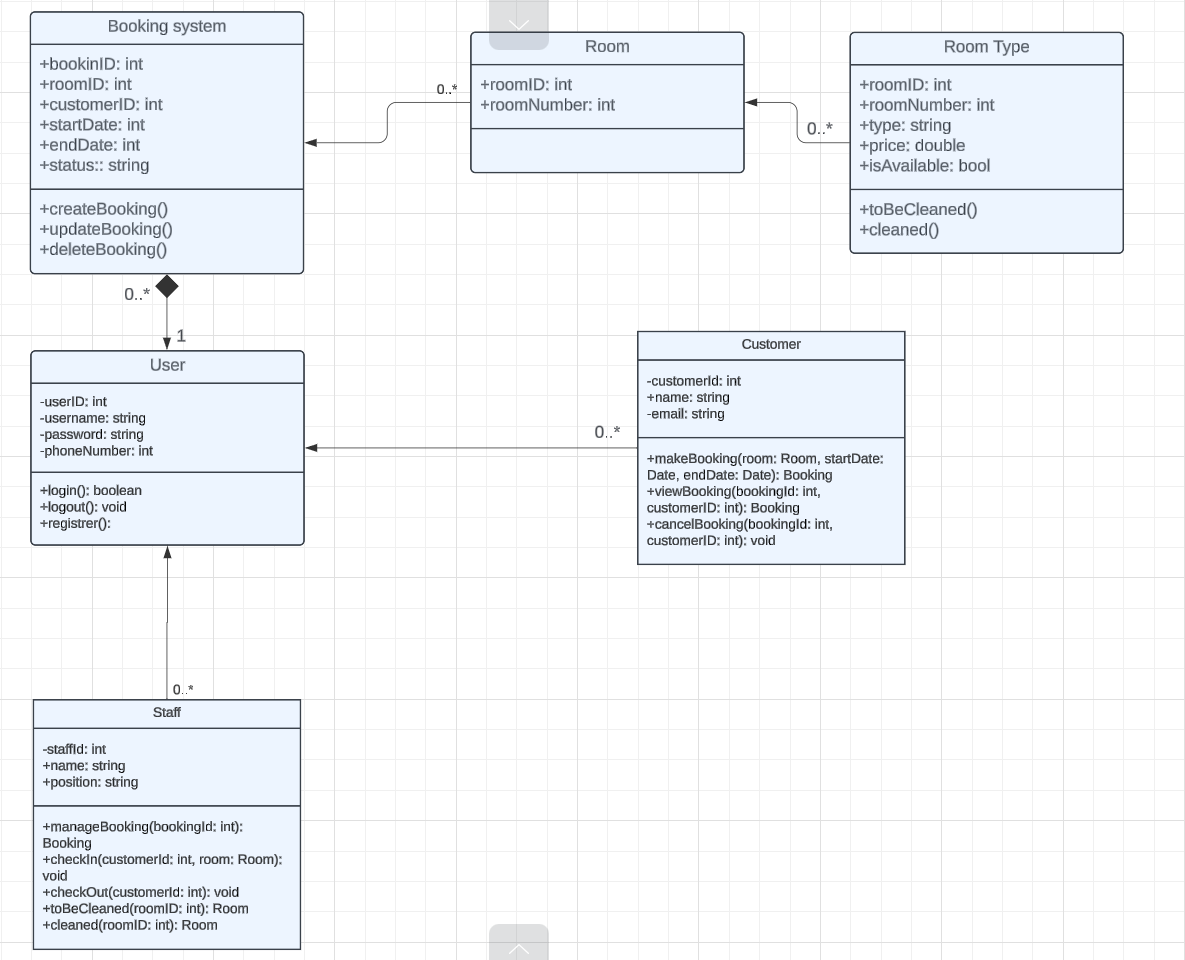 Booking system
+bookinID: int
+roomID: int
+customerID: int
+startDate: int
+endDate: int
+status:: string
+createBooking()
+updateBooking()
+deleteBooking()
0..*
Room
+roomID: int
+roomNumber: int
0..*
Room Type
+roomID: int
+roomNumber: int
+type: string
+price: double
+isAvailable: bool
+toBeCleaned()
+cleaned()
0..*
1
User
-userID: int
-username: string
-password: string
-phoneNumber: int
+login(): boolean
+logout(): void
+registrer():
0..*
Customer
-customerId: int
+name: string
-email: string
+makeBooking(room: Room, startDate:
Date, endDate: Date): Booking
+viewBooking(bookingId: int,
customerID: int): Booking
+cancelBooking(bookingId: int,
customerID: int): void
0..*
Staff
-staffId: int
+name: string
+position: string
+manageBooking(bookingId: int):
Booking
+checkIn(customerId: int, room: Room):
void
+checkOut(customerId: int): void
+toBeCleaned(roomID: int): Room
+cleaned(roomID: int): Room